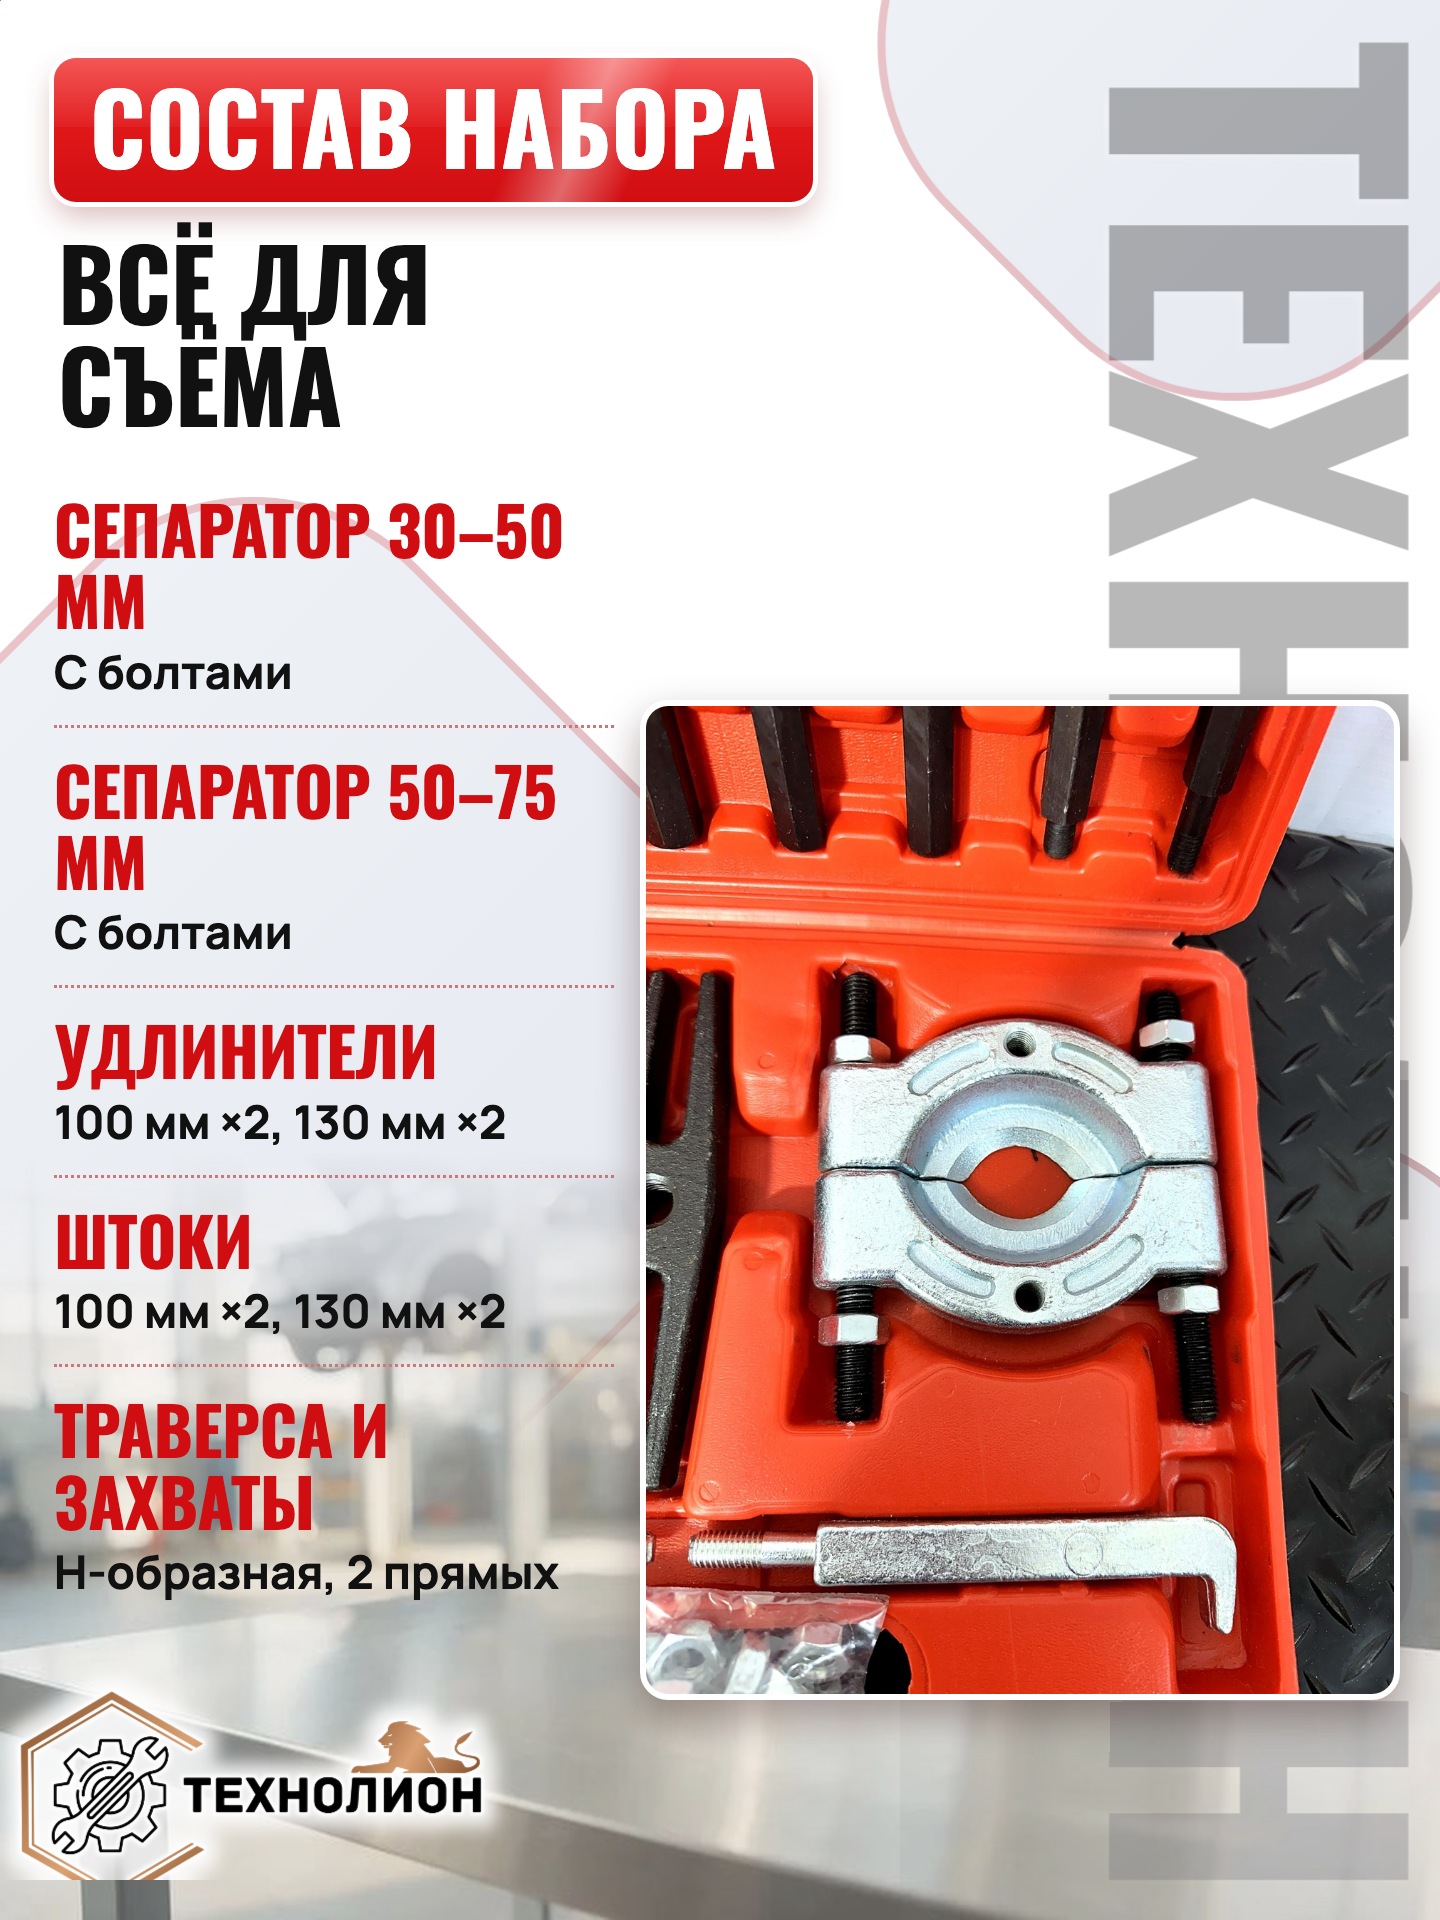 СОСТАВ НАБОРА
ВСЁ ДЛЯ
СЪЁМА
СЕПАРАТОР 30–50
ММ
С болтами
СЕПАРАТОР 50–75
ММ
С болтами
УДЛИНИТЕЛИ
100 мм ×2, 130 мм ×2
ШТОКИ
100 мм ×2, 130 мм ×2
ТРАВЕРСА И
ЗАХВАТЫ
Н-образная, 2 прямых
ТЕХНОЛИОН